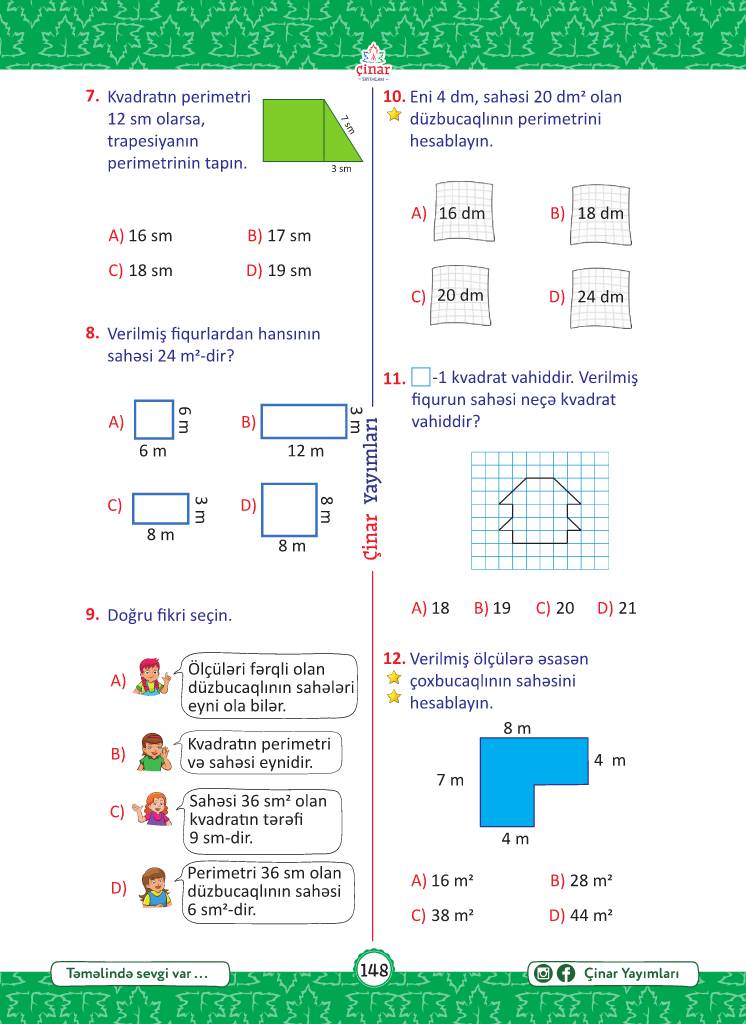 çinar
YAYIMLARI
7. Kvadratın perimetri
12 sm olarsa,
trapesiyanın
perimetrinin tapın.
7 sm
3 sm
A) 16 sm
B) 17 sm
C) 18 sm
D) 19 sm
8. Verilmiş fiqurlardan hansının
sahəsi 24 m²-dir?
A)
6 m
6 m
B)
3 m
12 m
C)
3 m
8 m
D)
8 m
8 m
9. Doğru fikri seçin.
A)
Ölçüləri fərqli olan
düzbucaqlının sahələri
eyni ola bilər.
B)
Kvadratın perimetri
və sahəsi eynidir.
C)
Sahəsi 36 sm² olan
kvadratın tərəfi
9 sm-dir.
D)
Perimetri 36 sm olan
düzbucaqlının sahəsi
6 sm²-dir.
Çinar Yayımları
10. Eni 4 dm, sahəsi 20 dm² olan
düzbucaqlının perimetrini
hesablayın.
A) 16 dm
B) 18 dm
C) 20 dm
D) 24 dm
11. -1 kvadrat vahiddir. Verilmiş
fiqurun sahəsi neçə kvadrat
vahiddir?
A) 18 B) 19 C) 20 D) 21
12. Verilmiş ölçülərə əsasən
çoxbucaqlının sahəsini
hesablayın.
8 m
4 m
7 m
4 m
A) 16 m²
B) 28 m²
C) 38 m²
D) 44 m²
Təməlində sevgi var ...
148
Çinar Yayımları